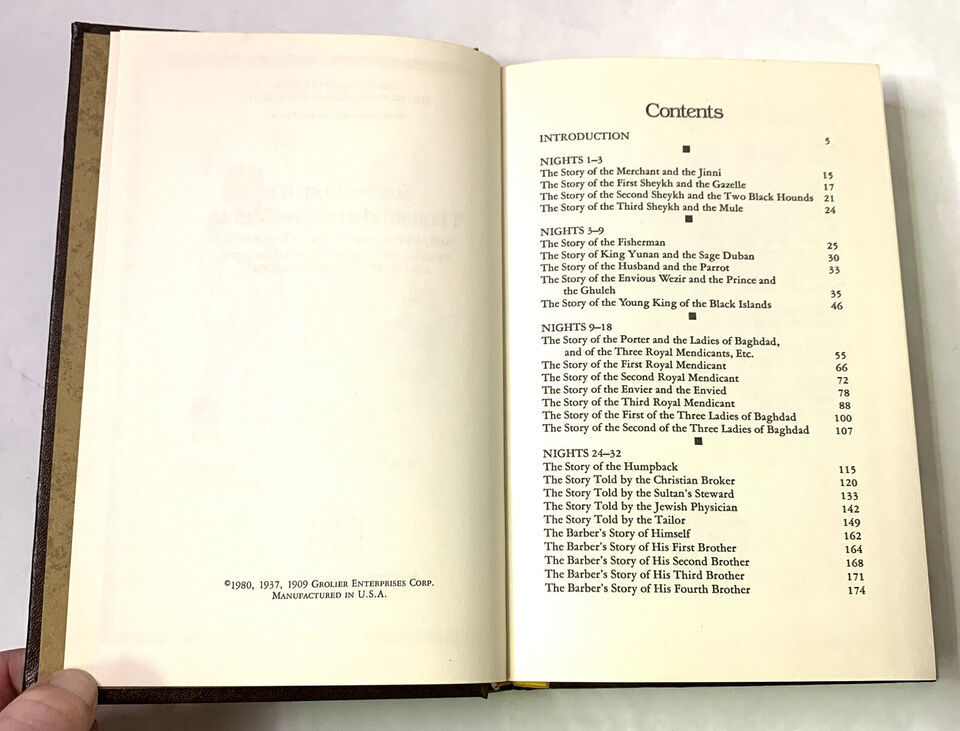 ©1980, 1937, 1909 GROLIER ENTERPRISES CORP.
MANUFACTURED IN U.S.A.
Contents
INTRODUCTION 5
NIGHTS 1–3
The Story of the Merchant and the Jinni 15
The Story of the First Sheykh and the Gazelle 17
The Story of the Second Sheykh and the Two Black Hounds 21
The Story of the Third Sheykh and the Mule 24
NIGHTS 3–9
The Story of the Fisherman 25
The Story of King Yunan and the Sage Duban 30
The Story of the Husband and the Parrot 33
The Story of the Envious Wezir and the Prince and
the Ghuleh 35
The Story of the Young King of the Black Islands 46
NIGHTS 9–18
The Story of the Porter and the Ladies of Baghdad,
and of the Three Royal Mendicants, Etc. 55
The Story of the First Royal Mendicant 66
The Story of the Second Royal Mendicant 72
The Story of the Envier and the Envied 78
The Story of the Third Royal Mendicant 88
The Story of the First of the Three Ladies of Baghdad 100
The Story of the Second of the Three Ladies of Baghdad 107
NIGHTS 24–32
The Story of the Humpback 115
The Story Told by the Christian Broker 120
The Story Told by the Sultan's Steward 133
The Story Told by the Jewish Physician 142
The Story Told by the Tailor 149
The Barber's Story of Himself 162
The Barber's Story of His First Brother 164
The Barber's Story of His Second Brother 168
The Barber's Story of His Third Brother 171
The Barber's Story of His Fourth Brother 174